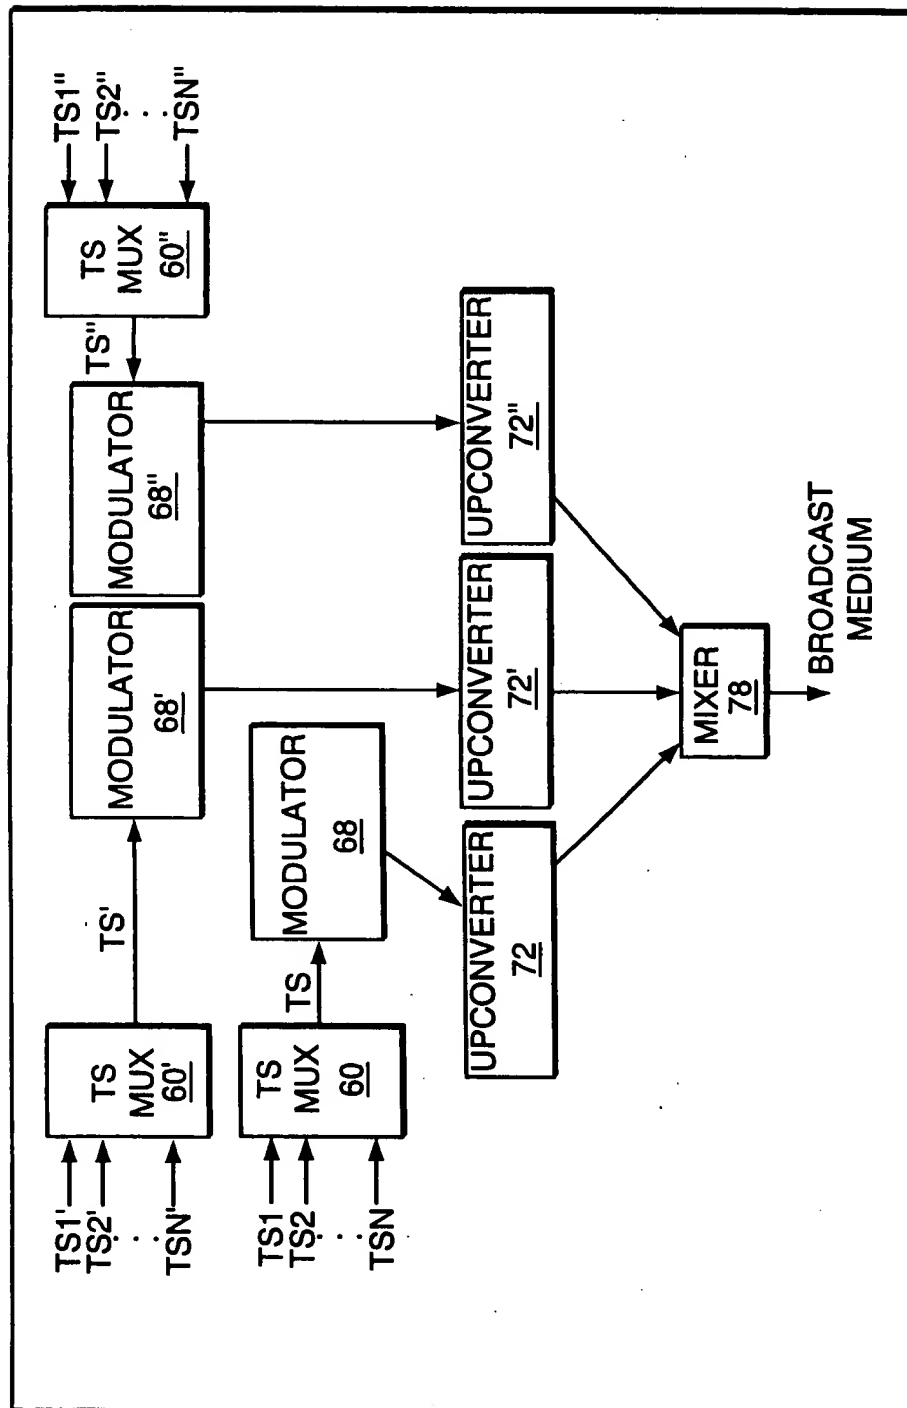 TS1'
TS2'
. .
. .
TSN'
TS
MUX
60'
TS'
MODULATOR
68'
MODULATOR
68"
TS"
TS
MUX
60"
TS1"
TS2"
. .
. .
TSN"
TS1
TS2
. .
. .
TSN
TS
MUX
60
TS
MODULATOR
68
UPCONVERTER
72
UPCONVERTER
72'
UPCONVERTER
72"
MIXER
78
BROADCAST
MEDIUM